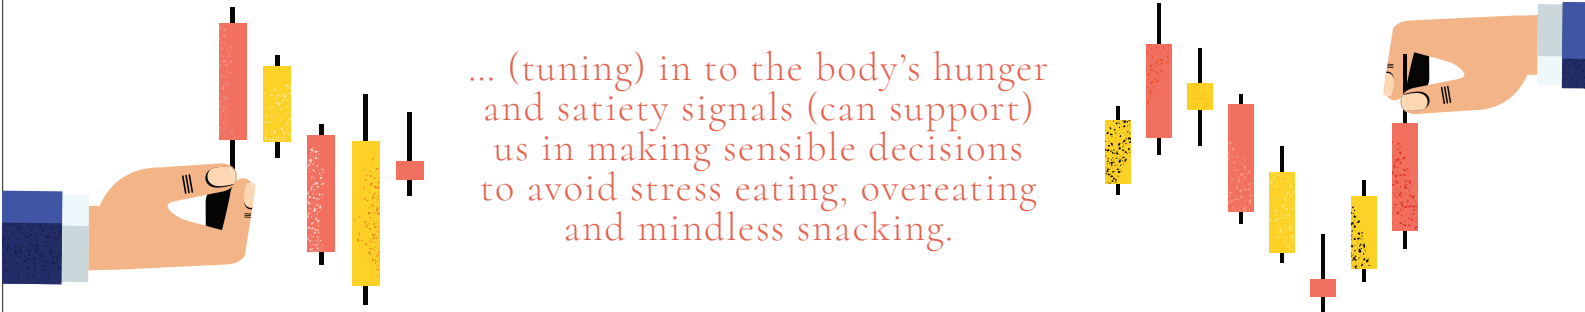 ... (tuning) in to the body’s hunger
and satiety signals (can support)
us in making sensible decisions
to avoid stress eating, overeating
and mindless snacking.